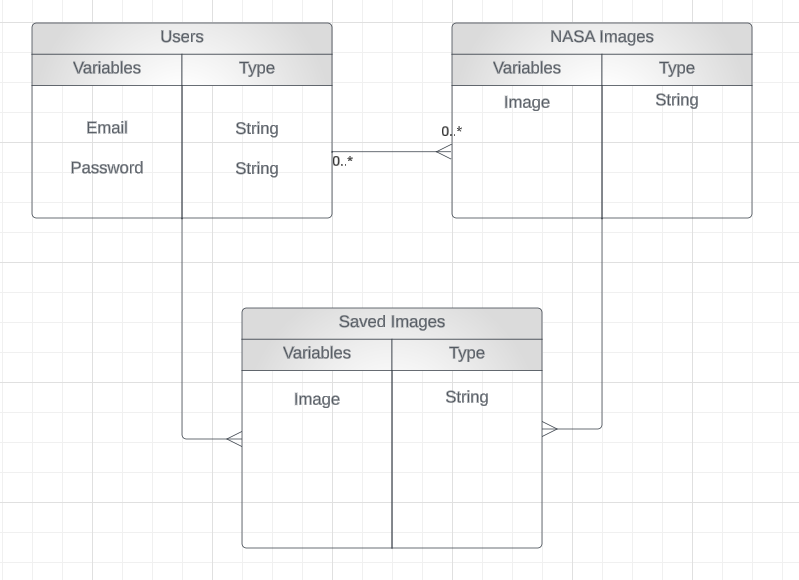 Users
Variables Type
Email String
Password String
NASA Images
Variables Type
Image String
0..*
0..*
Saved Images
Variables Type
Image String